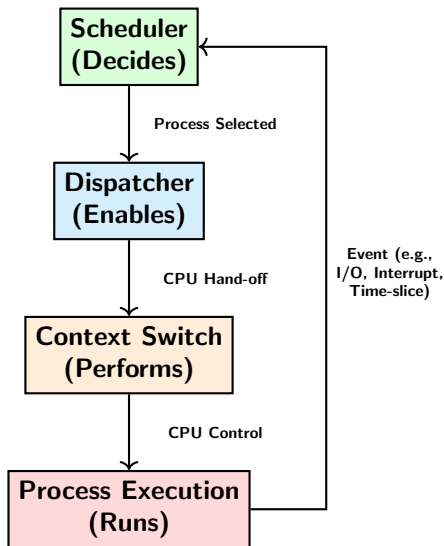 Scheduler
(Decides)
Process Selected
Dispatcher
(Enables)
Event (e.g.,
I/O, Interrupt,
Time-slice)
CPU Hand-off
Context Switch
(Performs)
CPU Control
Process Execution
(Runs)